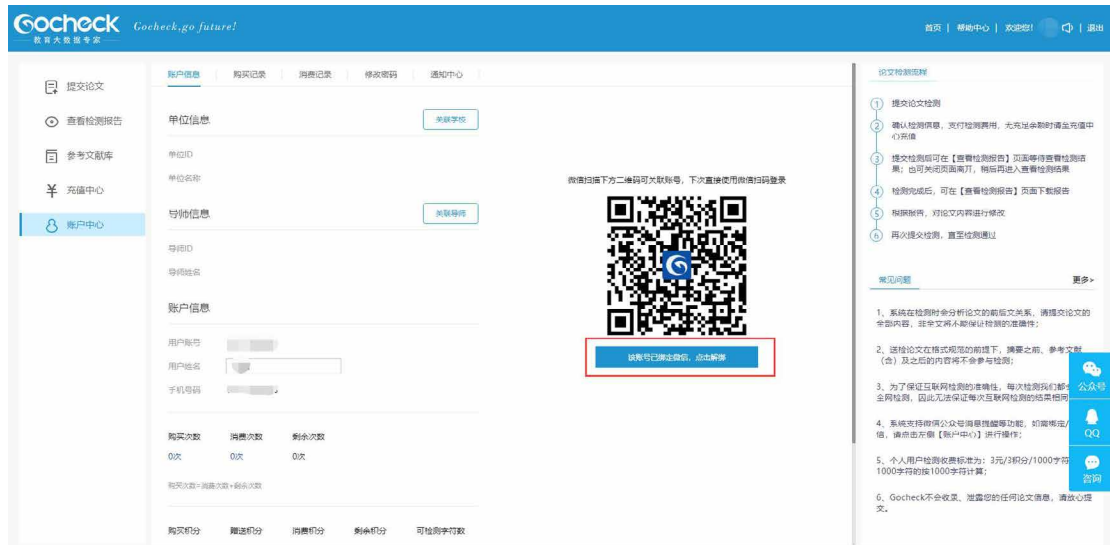 Gocheck Gocheck,go future!
教育大数据专家
首页 | 帮助中心 | 欢迎您! | 退出
提交论文
查看检测报告
参考文献库
充值中心
账户中心
账户信息 购买记录 消费记录 修改密码 通知中心
单位信息 关联学校
单位ID
单位名称
导师信息 关联导师
导师ID
导师姓名
账户信息
用户账号
用户姓名
手机号码
购买次数 消费次数 剩余次数
0次 0次 0次
购买次数=消费次数+剩余次数
购买积分 赠送积分 消费积分 剩余积分 可检测字符数
微信扫描下方二维码可关联账号，下次直接使用微信扫码登录
该账号已绑定微信，点击解绑
论文检测流程
1 提交论文检测
2 确认检测信息，支付检测费用，尤充足余额时请至充值中
心充值
3 提交检测后可在【查看检测报告】页面等待查看检测结
果；也可关闭页面离开，稍后再进入查看检测结果
4 检测完成后，可在【查看检测报告】页面下载报告
5 根据报告，对论文内容进行修改
6 再次提交检测，直至检测通过
常见问题 更多>
1、系统在检测时会分析论文的前后文关系，请提交论文的
全部内容，非全文将不能保证检测的准确性；
2、送检论文在格式规范的前提下，摘要之前、参考文献
（含）及之后的内容将不会参与检测；
3、为了保证互联网检测的准确性，每次检测我们都
全网检测，因此无法保证每次互联网检测的结果相同
4、系统支持微信公众号消息提醒等功能，如需绑定/
信，请点击左侧【账户中心】进行操作；
5、个人用户检测收费标准为：3元/3积分/1000字符
1000字符的按1000字符计算；
6、Gocheck不会收录、泄露您的任何论文信息，请放心提
交。
公众号
QQ
咨询